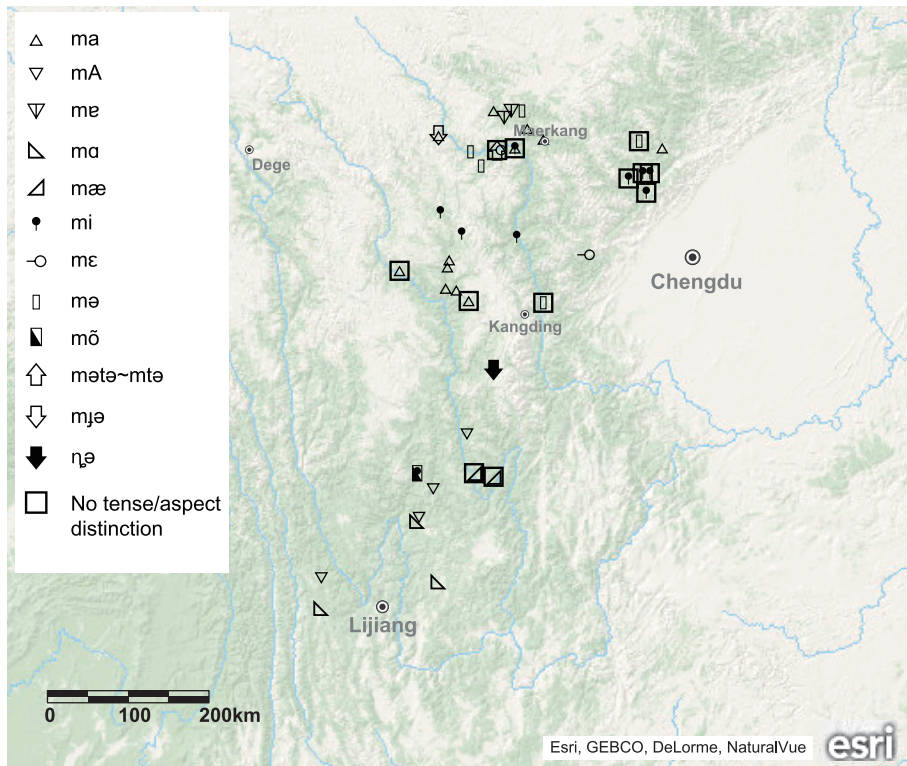 ma
mA
mɐ
mɑ
mæ
mi
mɛ
mə
mõ
mətə~mtə
mɟə
ȵə
No tense/aspect
distinction
Maerkang
Dege
Chengdu
Kangding
Lijiang
0 100 200km
Esri, GEBCO, DeLorme, NaturalVue
esri